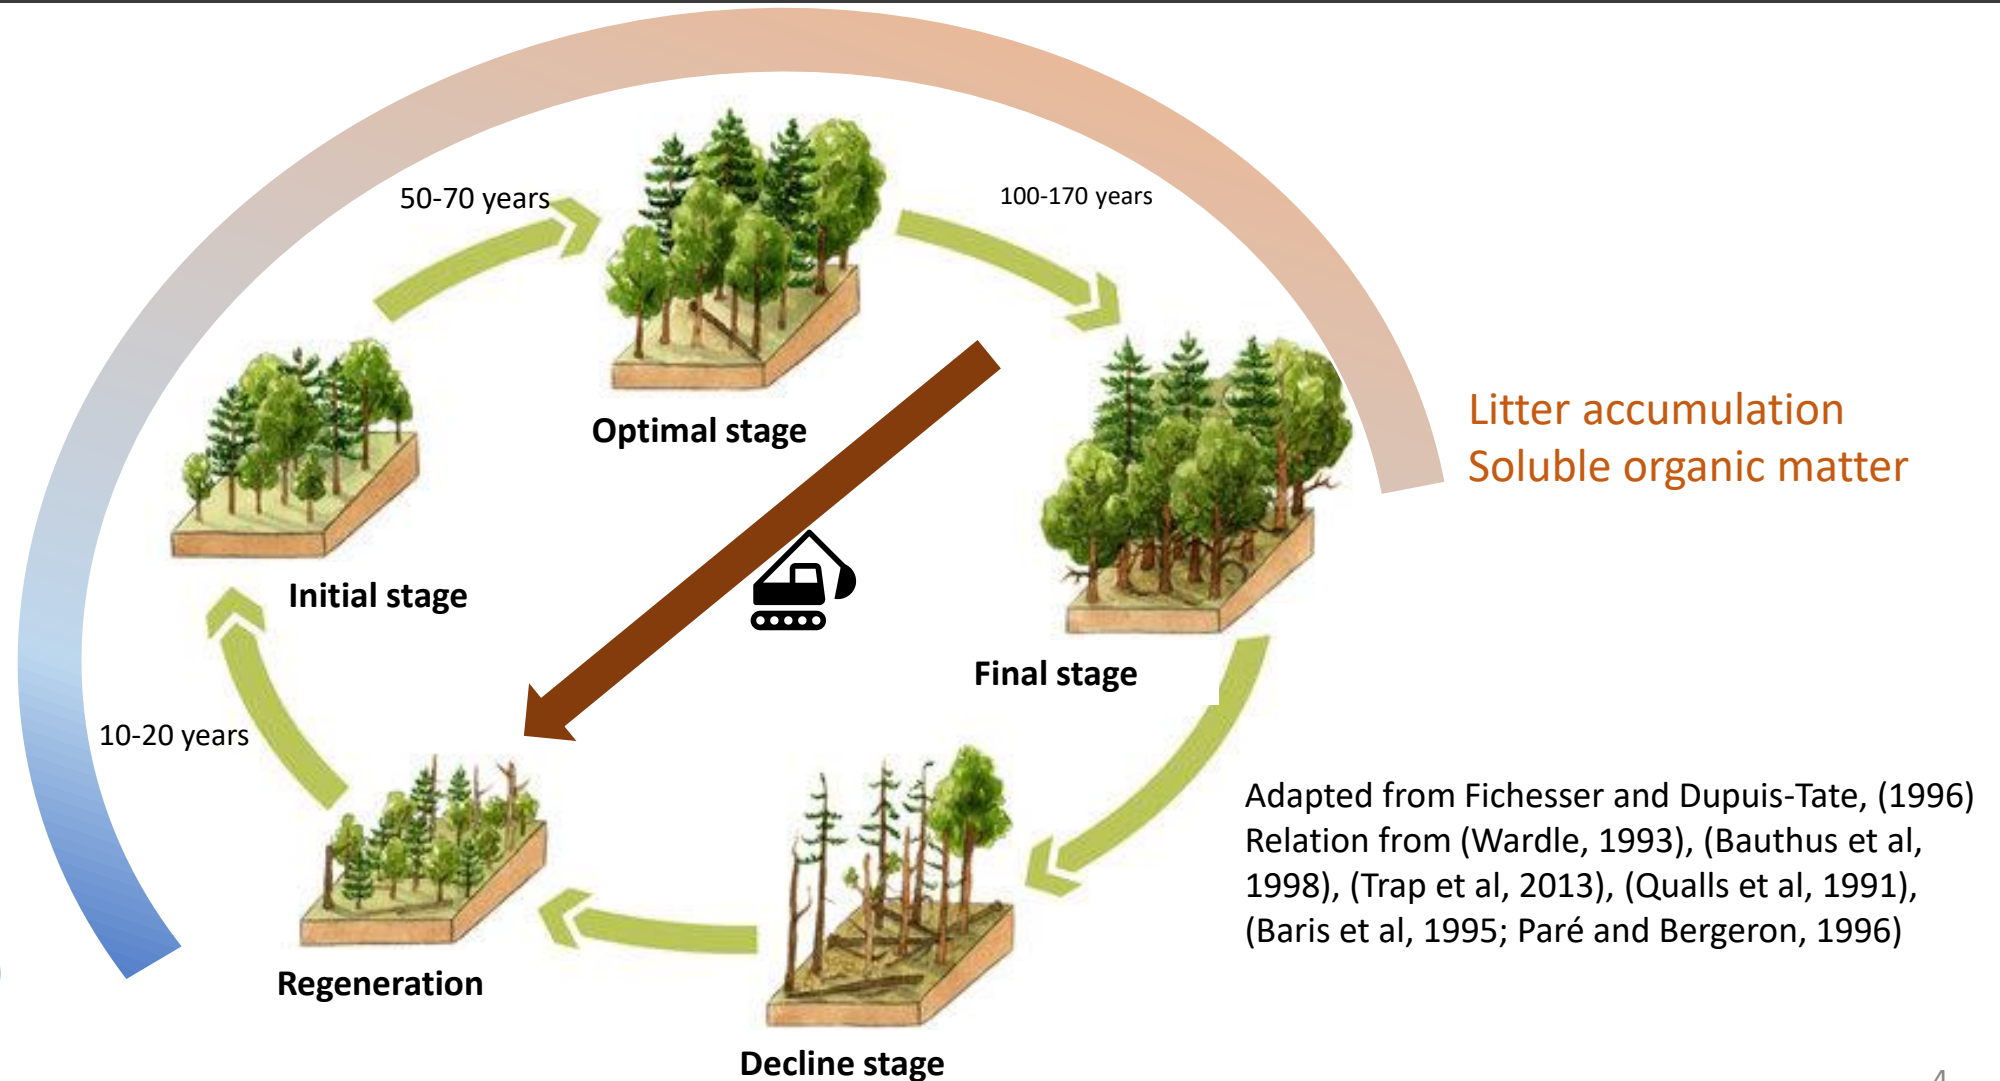 50-70 years
100-170 years
Optimal stage
Litter accumulation
Soluble organic matter
Initial stage
Final stage
10-20 years
Adapted from Fichesser and Dupuis-Tate, (1996)
Relation from (Wardle, 1993), (Bauthus et al,
1998), (Trap et al, 2013), (Qualls et al, 1991),
(Baris et al, 1995; Paré and Bergeron, 1996)
Regeneration
Decline stage
4